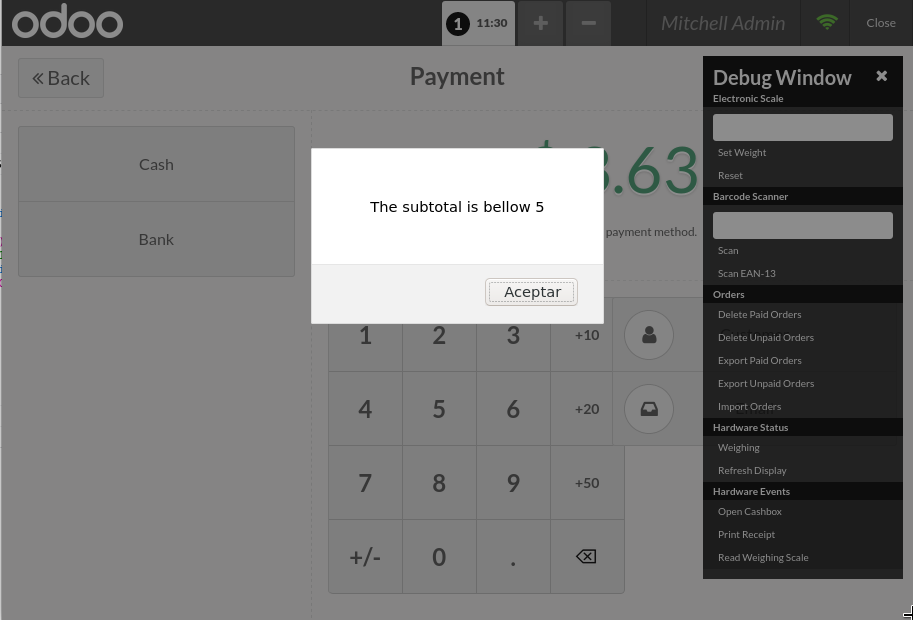 odoo
1 11:30
+
−
Mitchell Admin
Close
Back
Payment
Debug Window
Electronic Scale
Set Weight
Reset
Barcode Scanner
Scan
Scan EAN-13
Orders
Delete Paid Orders
Delete Unpaid Orders
Export Paid Orders
Export Unpaid Orders
Import Orders
Hardware Status
Weighing
Refresh Display
Hardware Events
Open Cashbox
Print Receipt
Read Weighing Scale
Cash
Bank
.63
payment method.
The subtotal is bellow 5
Aceptar
1 2 3 +10
4 5 6 +20
7 8 9 +50
+/- 0 .